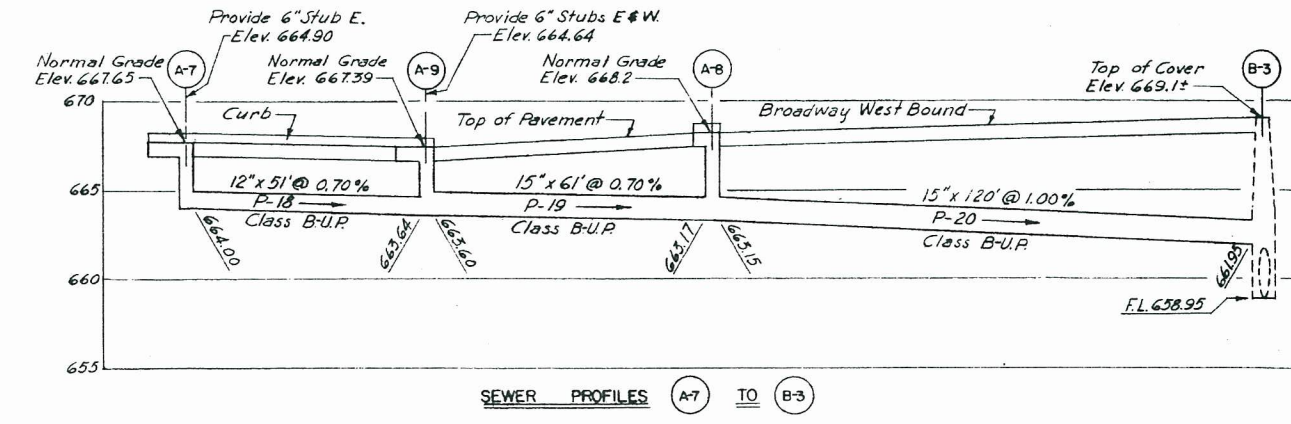 Provide 6" Stub E.
Elev. 664.90
Provide 6" Stubs E & W.
Elev. 664.64
Normal Grade
Elev. 667.65
A-7
Normal Grade
Elev. 667.39
A-9
Normal Grade
Elev. 668.2
A-8
Top of Cover
Elev. 669.1±
B-3
670
Curb
Top of Pavement
Broadway West Bound
665
12" x 51' @ 0.70%
P-18
Class B-U.P.
15" x 61' @ 0.70%
P-19
Class B-U.P.
15" x 120' @ 1.00%
P-20
Class B-U.P.
664.00
663.64
663.60
663.17
663.15
661.95
660
F.L. 658.95
655
SEWER PROFILES A-7 TO B-3